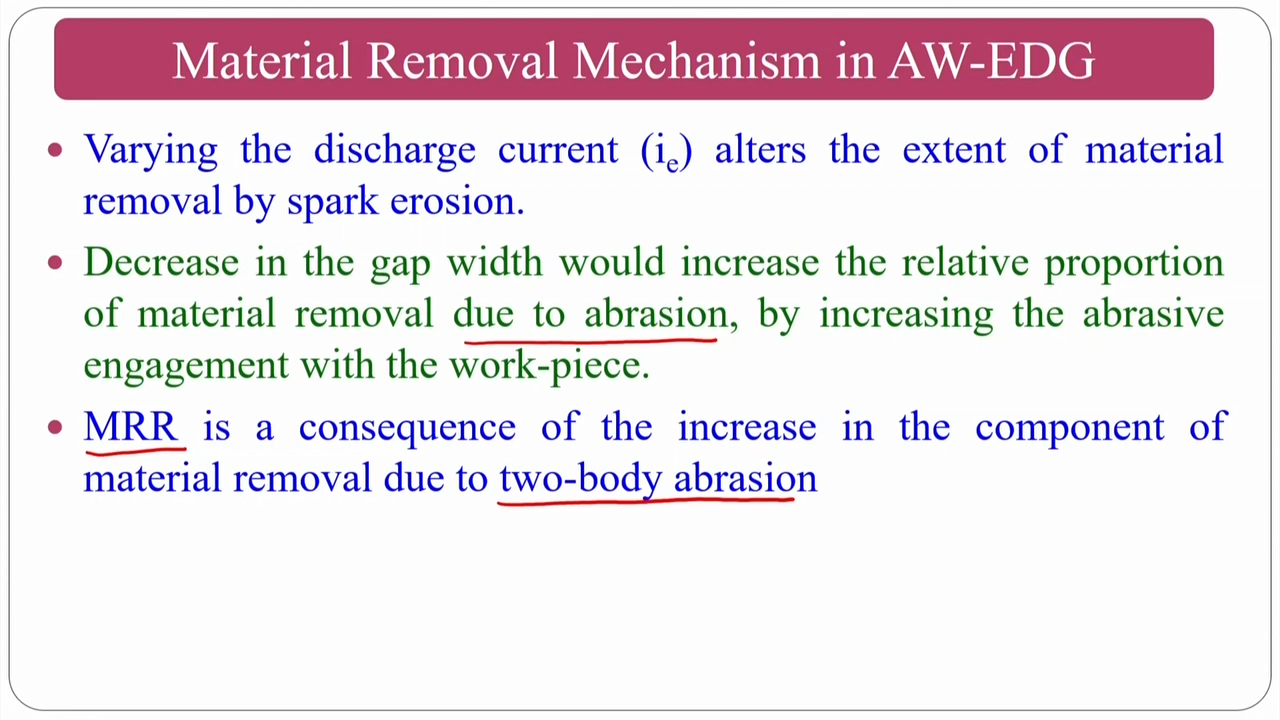 Material Removal Mechanism in AW-EDG
• Varying the discharge current (iₑ) alters the extent of material
removal by spark erosion.
• Decrease in the gap width would increase the relative proportion
of material removal due to abrasion, by increasing the abrasive
engagement with the work-piece.
• MRR is a consequence of the increase in the component of
material removal due to two-body abrasion